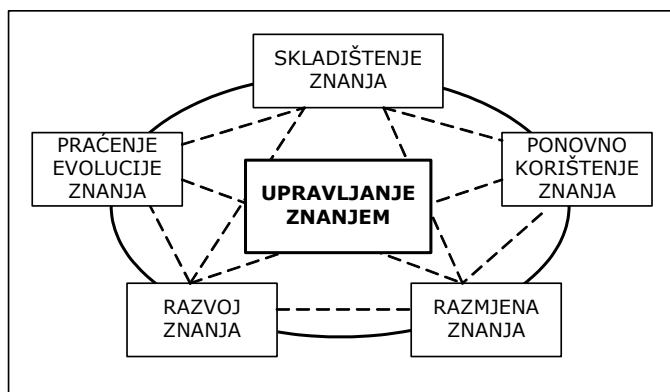 SKLADIŠTENJE
ZNANJA
PRAĆENJE
EVOLUCIJE
ZNANJA
PONOVNO
KORIŠTENJE
ZNANJA
UPRAVLJANJE
ZNANJEM
RAZVOJ
ZNANJA
RAZMJENA
ZNANJA